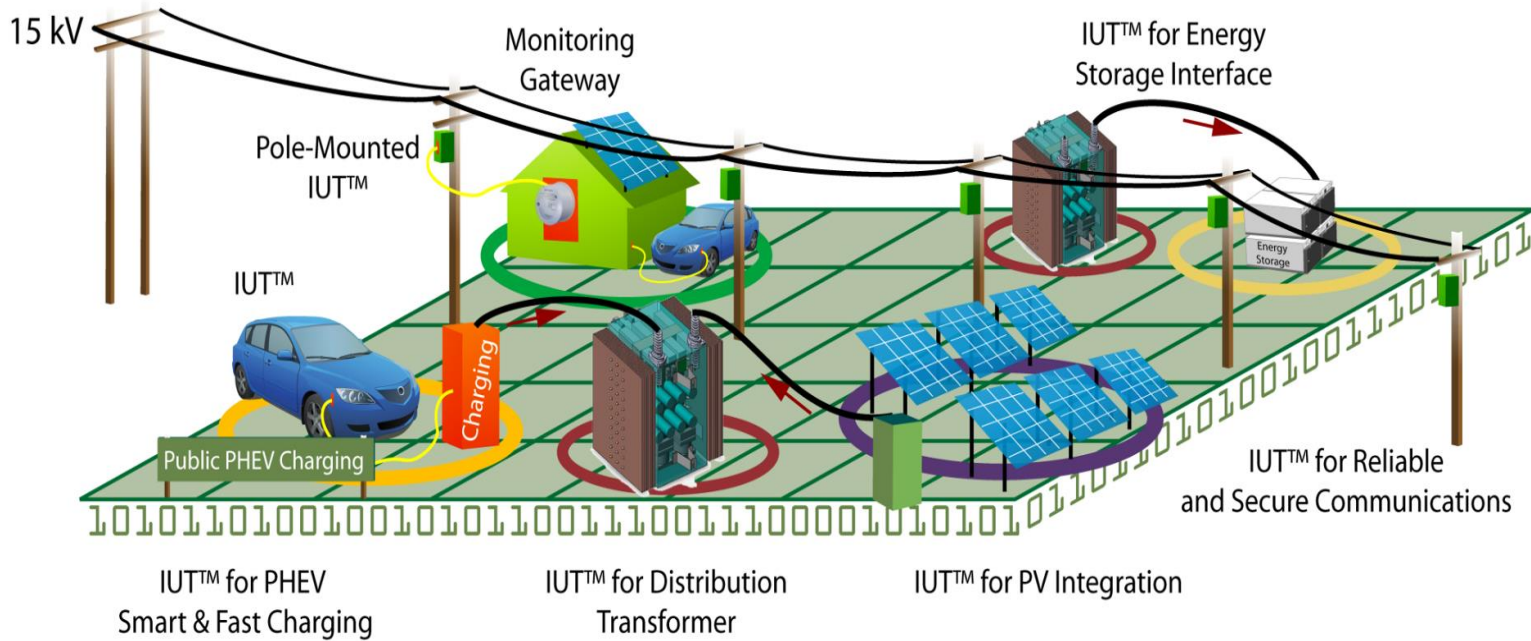 15 kV
Monitoring
Gateway
IUT™ for Energy
Storage Interface
Pole-Mounted
IUT™
Energy
Storage
IUT™
Charging
Public PHEV Charging
IUT™ for Reliable
and Secure Communications
IUT™ for PHEV
Smart & Fast Charging
IUT™ for Distribution
Transformer
IUT™ for PV Integration